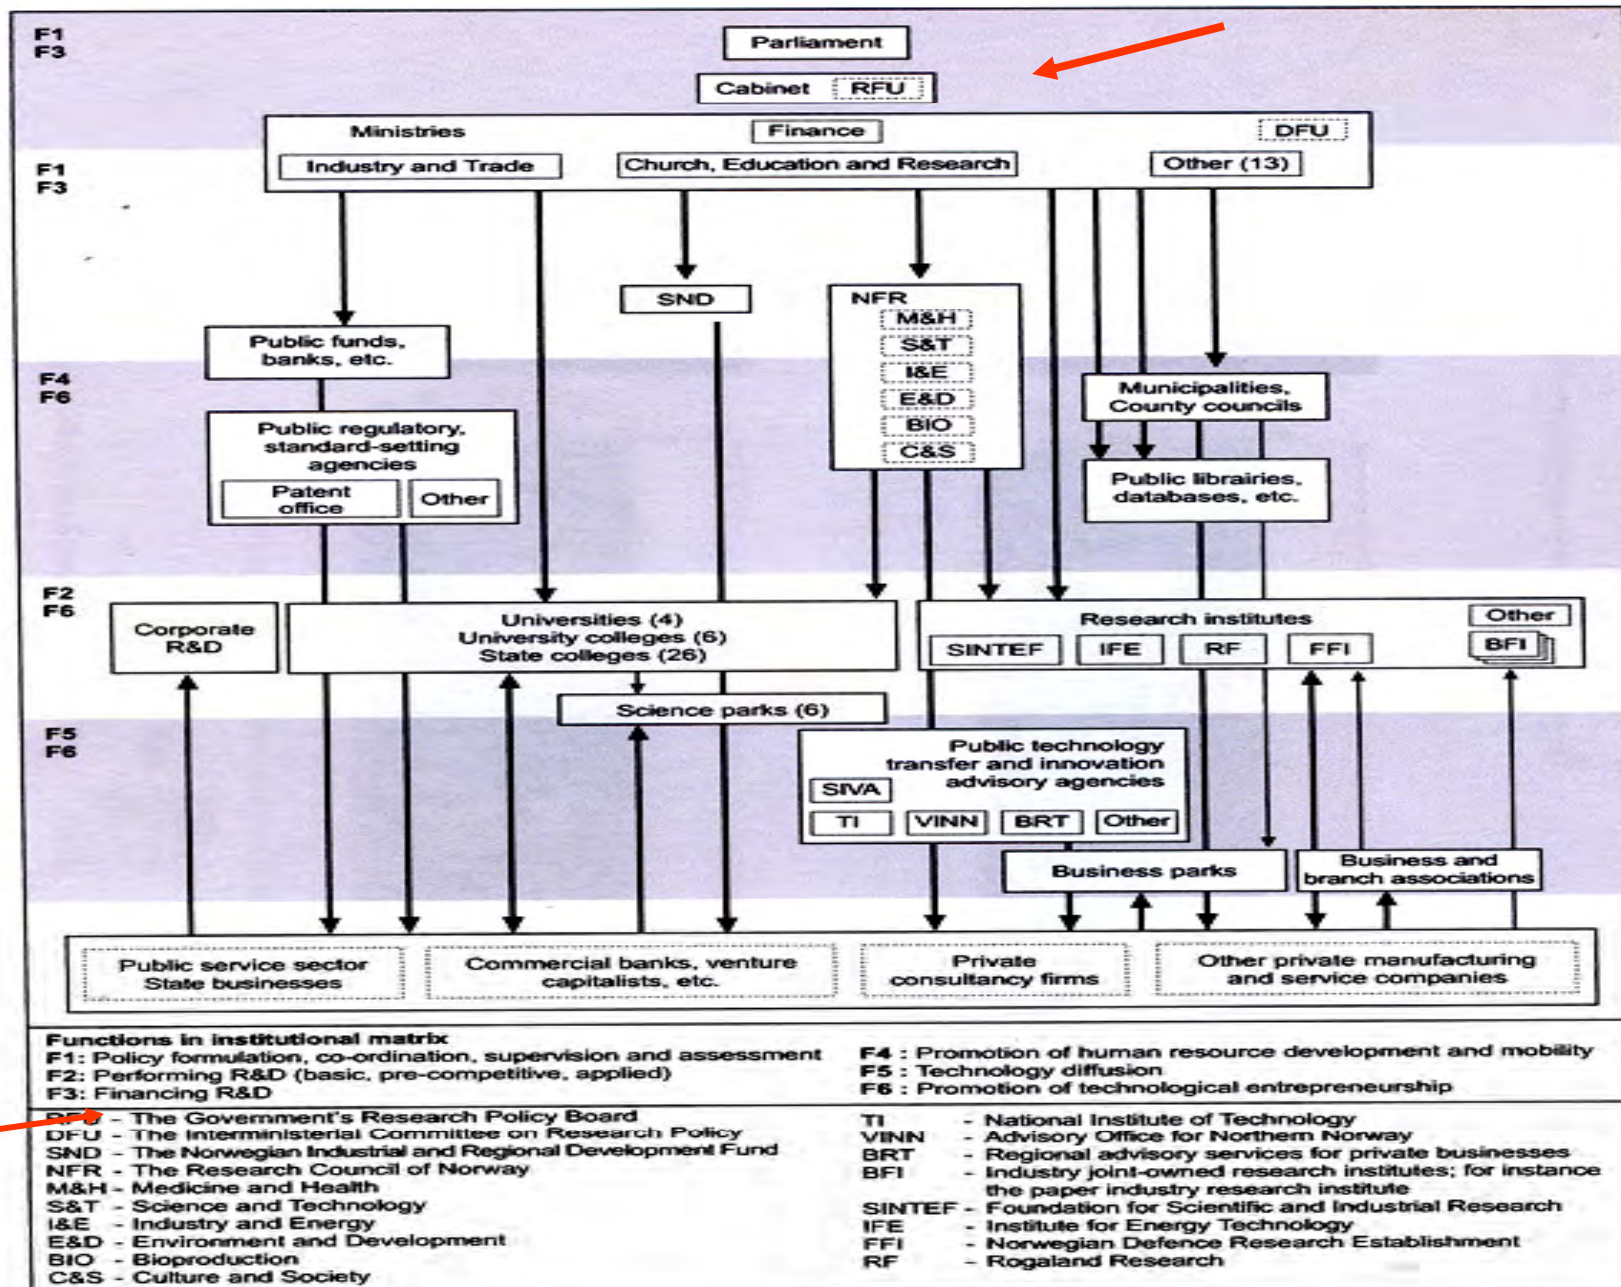 F1
F3
Parliament
Cabinet RFU
Ministries Finance DFU
F1
F3
Industry and Trade Church, Education and Research Other (13)
SND
NFR
M&H
S&T
I&E
E&D
BIO
C&S
Public funds,
banks, etc.
F4
F6
Municipalities,
County councils
Public regulatory,
standard-setting
agencies
Patent
office
Other
Public librairies,
databases, etc.
F2
F6
Corporate
R&D
Universities (4)
University colleges (6)
State colleges (26)
Research institutes
Other
SINTEF IFE RF FFI BFI
Science parks (6)
F5
F6
Public technology
transfer and innovation
advisory agencies
SIVA
TI VINN BRT Other
Business parks
Business and
branch associations
Public service sector
State businesses
Commercial banks, venture
capitalists, etc.
Private
consultancy firms
Other private manufacturing
and service companies
Functions in institutional matrix
F1: Policy formulation, co-ordination, supervision and assessment
F2: Performing R&D (basic, pre-competitive, applied)
F3: Financing R&D
F4 : Promotion of human resource development and mobility
F5 : Technology diffusion
F6 : Promotion of technological entrepreneurship
RFU - The Government's Research Policy Board
DFU - The Interministerial Committee on Research Policy
SND - The Norwegian Industrial and Regional Development Fund
NFR - The Research Council of Norway
M&H - Medicine and Health
S&T - Science and Technology
I&E - Industry and Energy
E&D - Environment and Development
BIO - Bioproduction
C&S - Culture and Society
TI - National Institute of Technology
VINN - Advisory Office for Northern Norway
BRT - Regional advisory services for private businesses
BFI - Industry joint-owned research institutes; for instance
the paper industry research institute
SINTEF - Foundation for Scientific and Industrial Research
IFE - Institute for Energy Technology
FFI - Norwegian Defence Research Establishment
RF - Rogaland Research